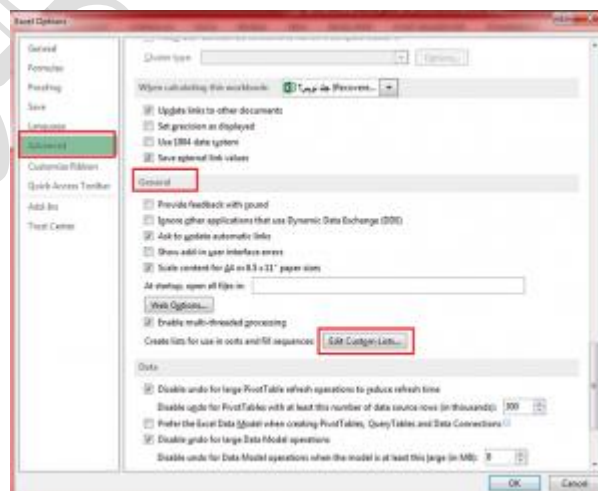 Excel Options
General
Formulas
Proofing
Save
Language
Advanced
Customize Ribbon
Quick Access Toolbar
Add-Ins
Trust Center
Cluster type:
Options...
When calculating this workbook:
Update links to other documents
Set precision as displayed
Use 1904 date system
Save external link values
General
Provide feedback with sound
Ignore other applications that use Dynamic Data Exchange (DDE)
Ask to update automatic links
Show add-in user interface errors
Scale content for A4 or 8.5 x 11" paper sizes
At startup, open all files in:
Web Options...
Enable multi-threaded processing
Create lists for use in sorts and fill sequences: Edit Custom Lists...
Data
Disable undo for large PivotTable refresh operations to reduce refresh time
Disable undo for PivotTables with at least this number of data source rows (in thousands): 300
Prefer the Excel Data Model when creating PivotTables, QueryTables and Data Connections
Disable undo for large Data Model operations
Disable undo for Data Model operations when the model is at least this large (in MB): 8
OK Cancel